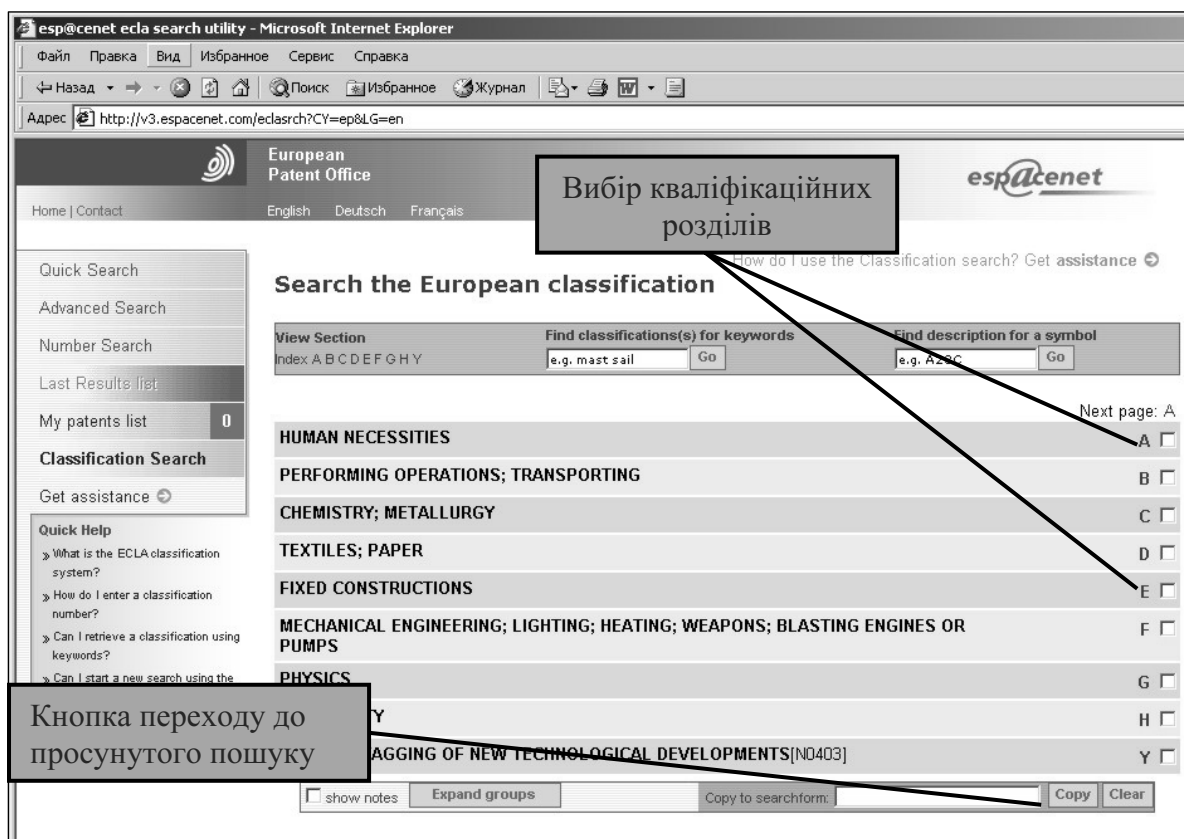 esp@cenet ecla search utility - Microsoft Internet Explorer
Файл Правка Вид Избранное Сервис Справка
Назад Поиск Избранное Журнал
Адрес http://v3.espacenet.com/eclasrch?CY=ep&LG=en
European
Patent Office
esp@cenet
Home | Contact
English Deutsch Français
Вибір кваліфікаційних
розділів
How do I use the Classification search? Get assistance
Quick Search
Advanced Search
Number Search
Last Results list
My patents list 0
Classification Search
Get assistance
Quick Help
» What is the ECLA classification
system?
» How do I enter a classification
number?
» Can I retrieve a classification using
keywords?
» Can I start a new search using the
Search the European classification
View Section
Index A B C D E F G H Y
Find classifications(s) for keywords
e.g. mast sail Go
Find description for a symbol
e.g. A23C Go
Next page: A
HUMAN NECESSITIES A
PERFORMING OPERATIONS; TRANSPORTING B
CHEMISTRY; METALLURGY C
TEXTILES; PAPER D
FIXED CONSTRUCTIONS E
MECHANICAL ENGINEERING; LIGHTING; HEATING; WEAPONS; BLASTING ENGINES OR
PUMPS F
PHYSICS G
TY H
AGGING OF NEW TECHNOLOGICAL DEVELOPMENTS[N0403] Y
Кнопка переходу до
просунутого пошуку
show notes Expand groups Copy to searchform: Copy Clear